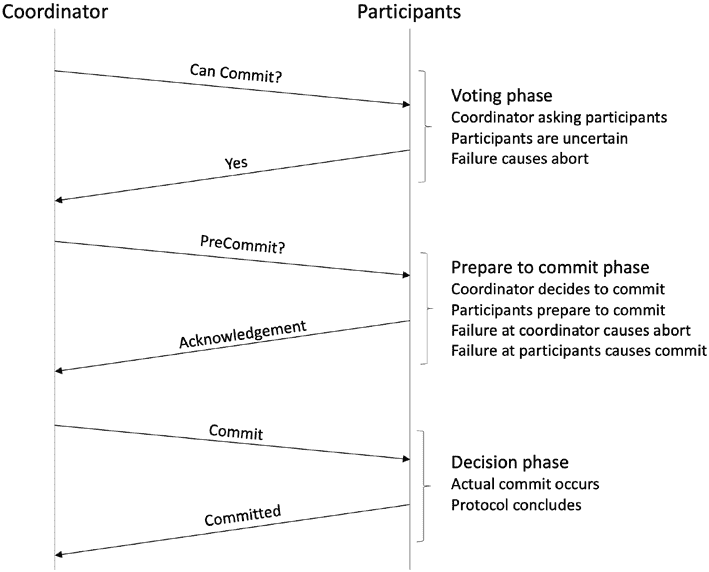 Coordinator
Participants
Can Commit?
Voting phase
Coordinator asking participants
Participants are uncertain
Failure causes abort
Yes
PreCommit?
Prepare to commit phase
Coordinator decides to commit
Participants prepare to commit
Failure at coordinator causes abort
Failure at participants causes commit
Acknowledgement
Commit
Decision phase
Actual commit occurs
Protocol concludes
Committed